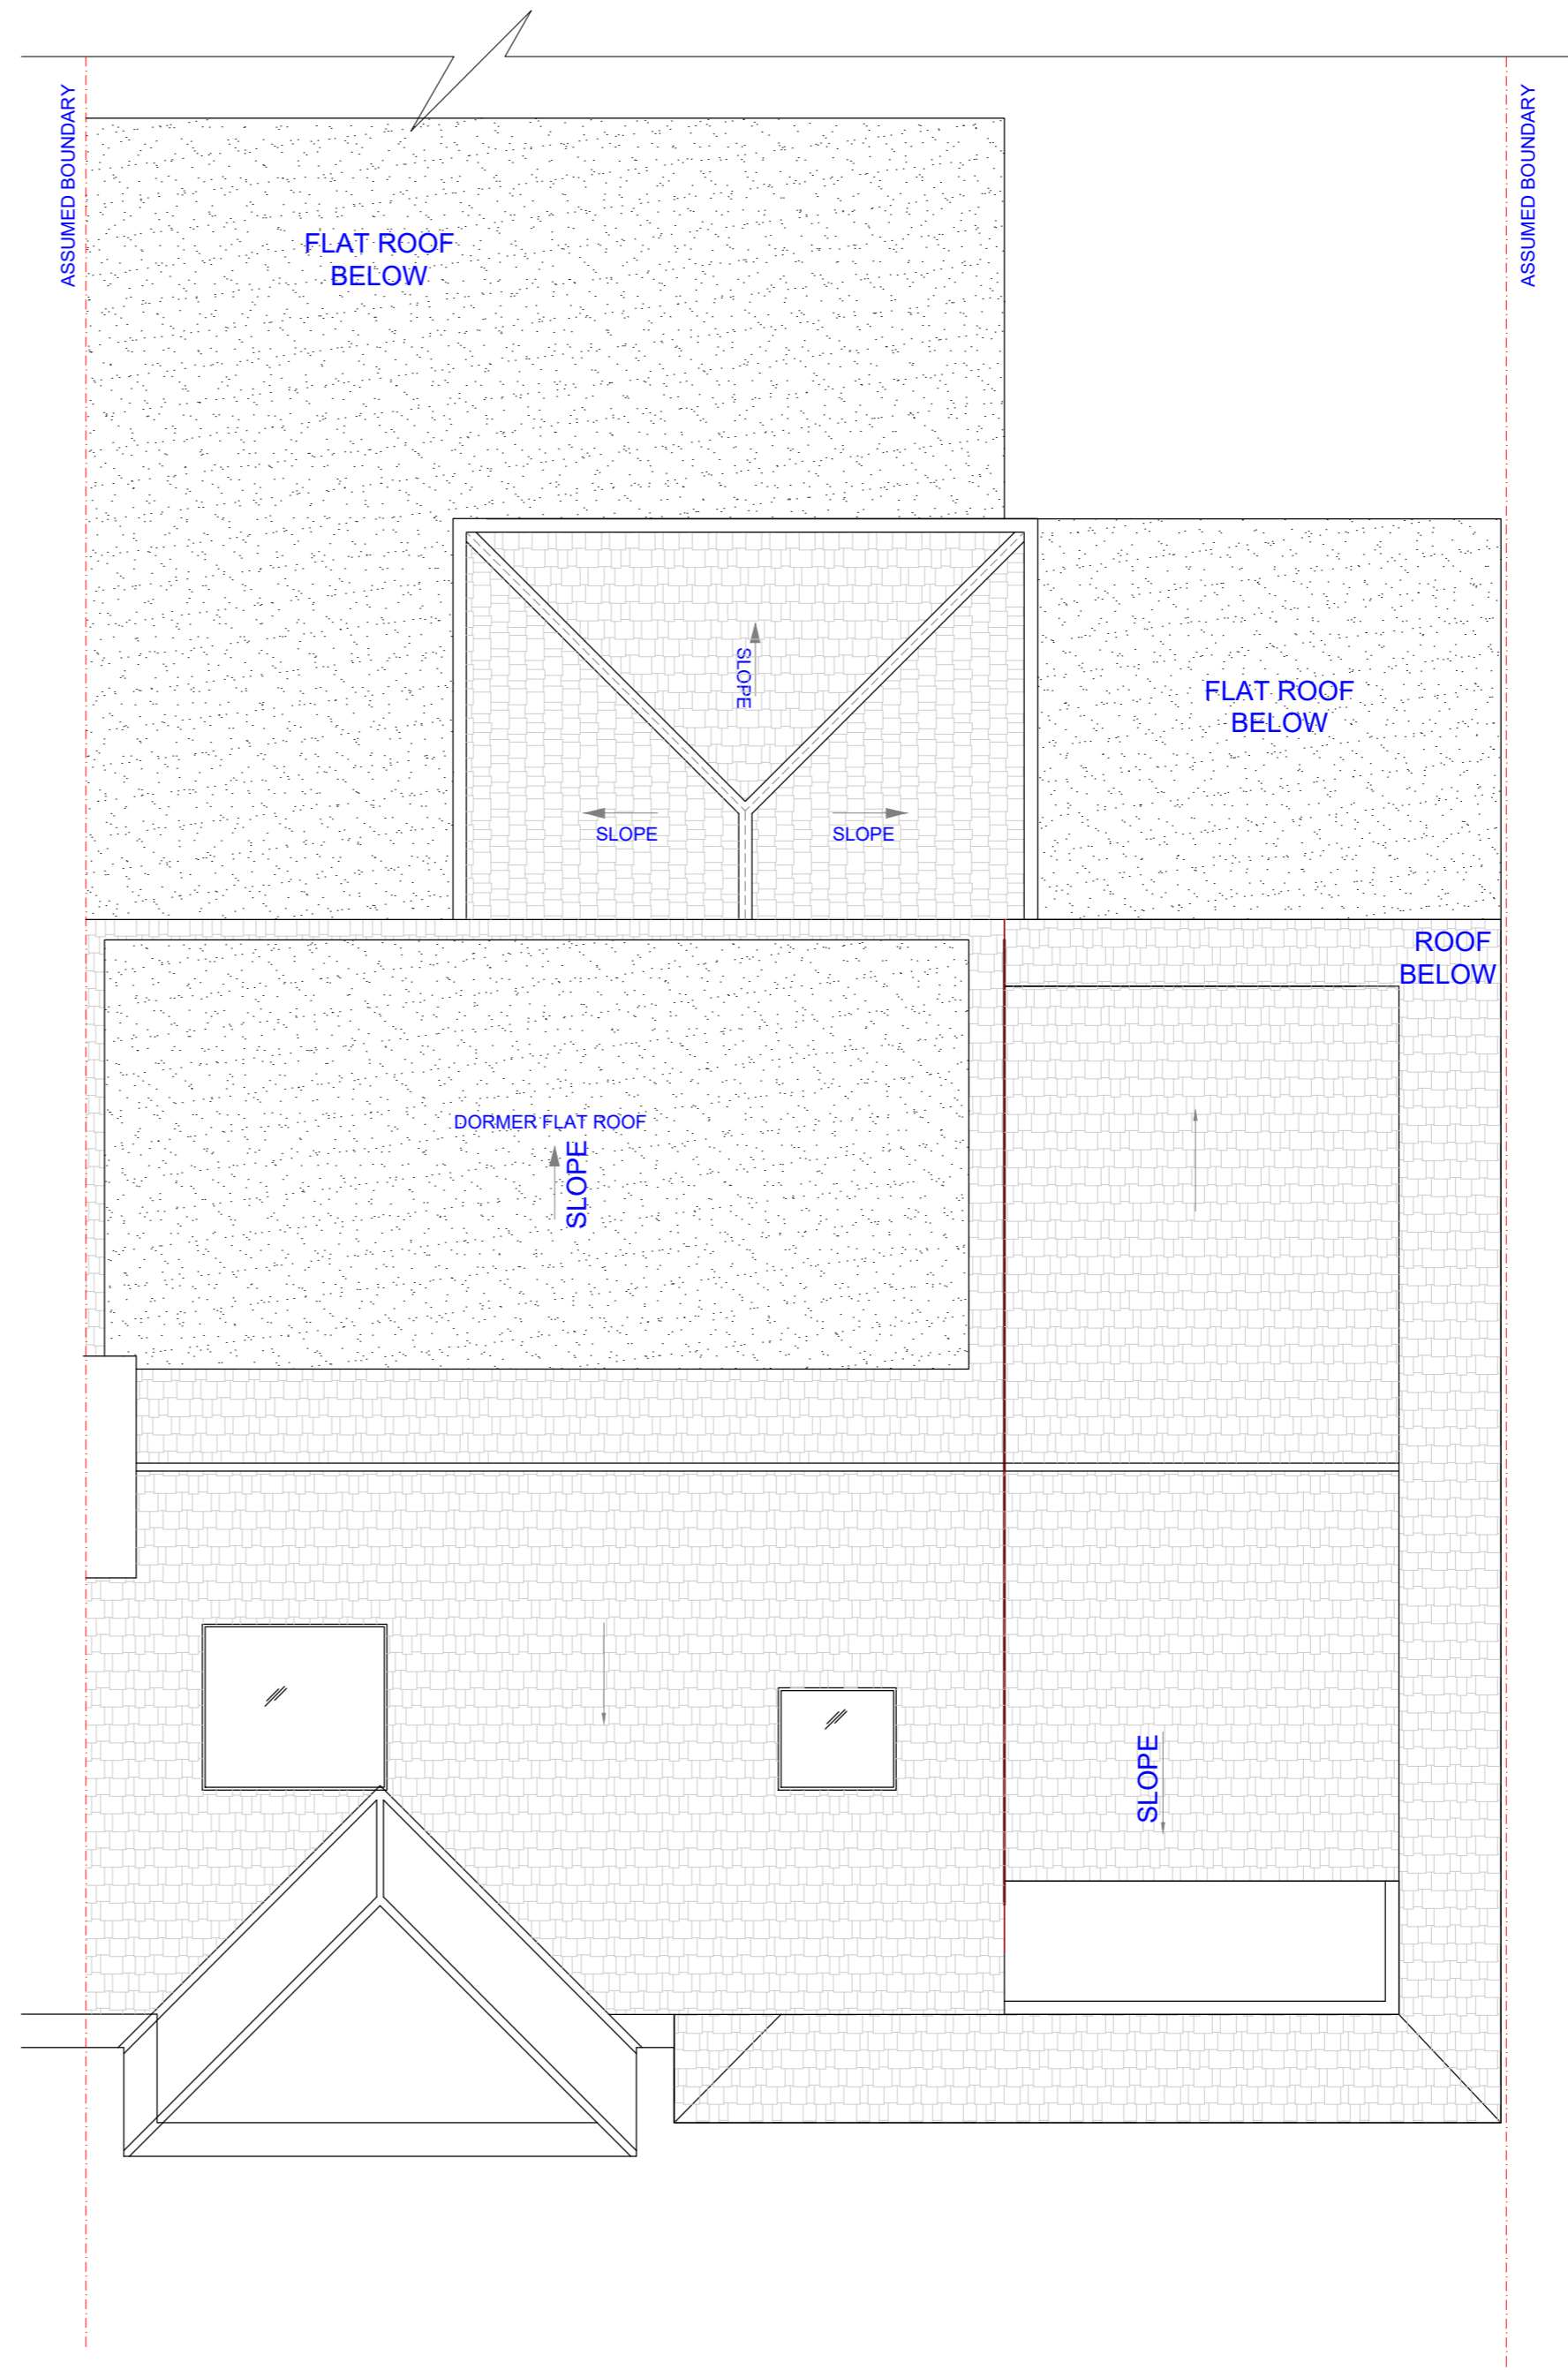 ASSUMED BOUNDARY
ASSUMED BOUNDARY
FLAT ROOF
BELOW
SLOPE
FLAT ROOF
BELOW
SLOPE
SLOPE
ROOF
BELOW
DORMER FLAT ROOF
SLOPE
SLOPE